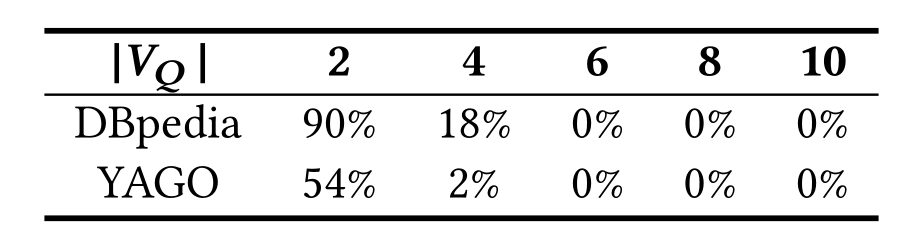 |V_Q| 2 4 6 8 10
DBpedia 90% 18% 0% 0% 0%
YAGO 54% 2% 0% 0% 0%